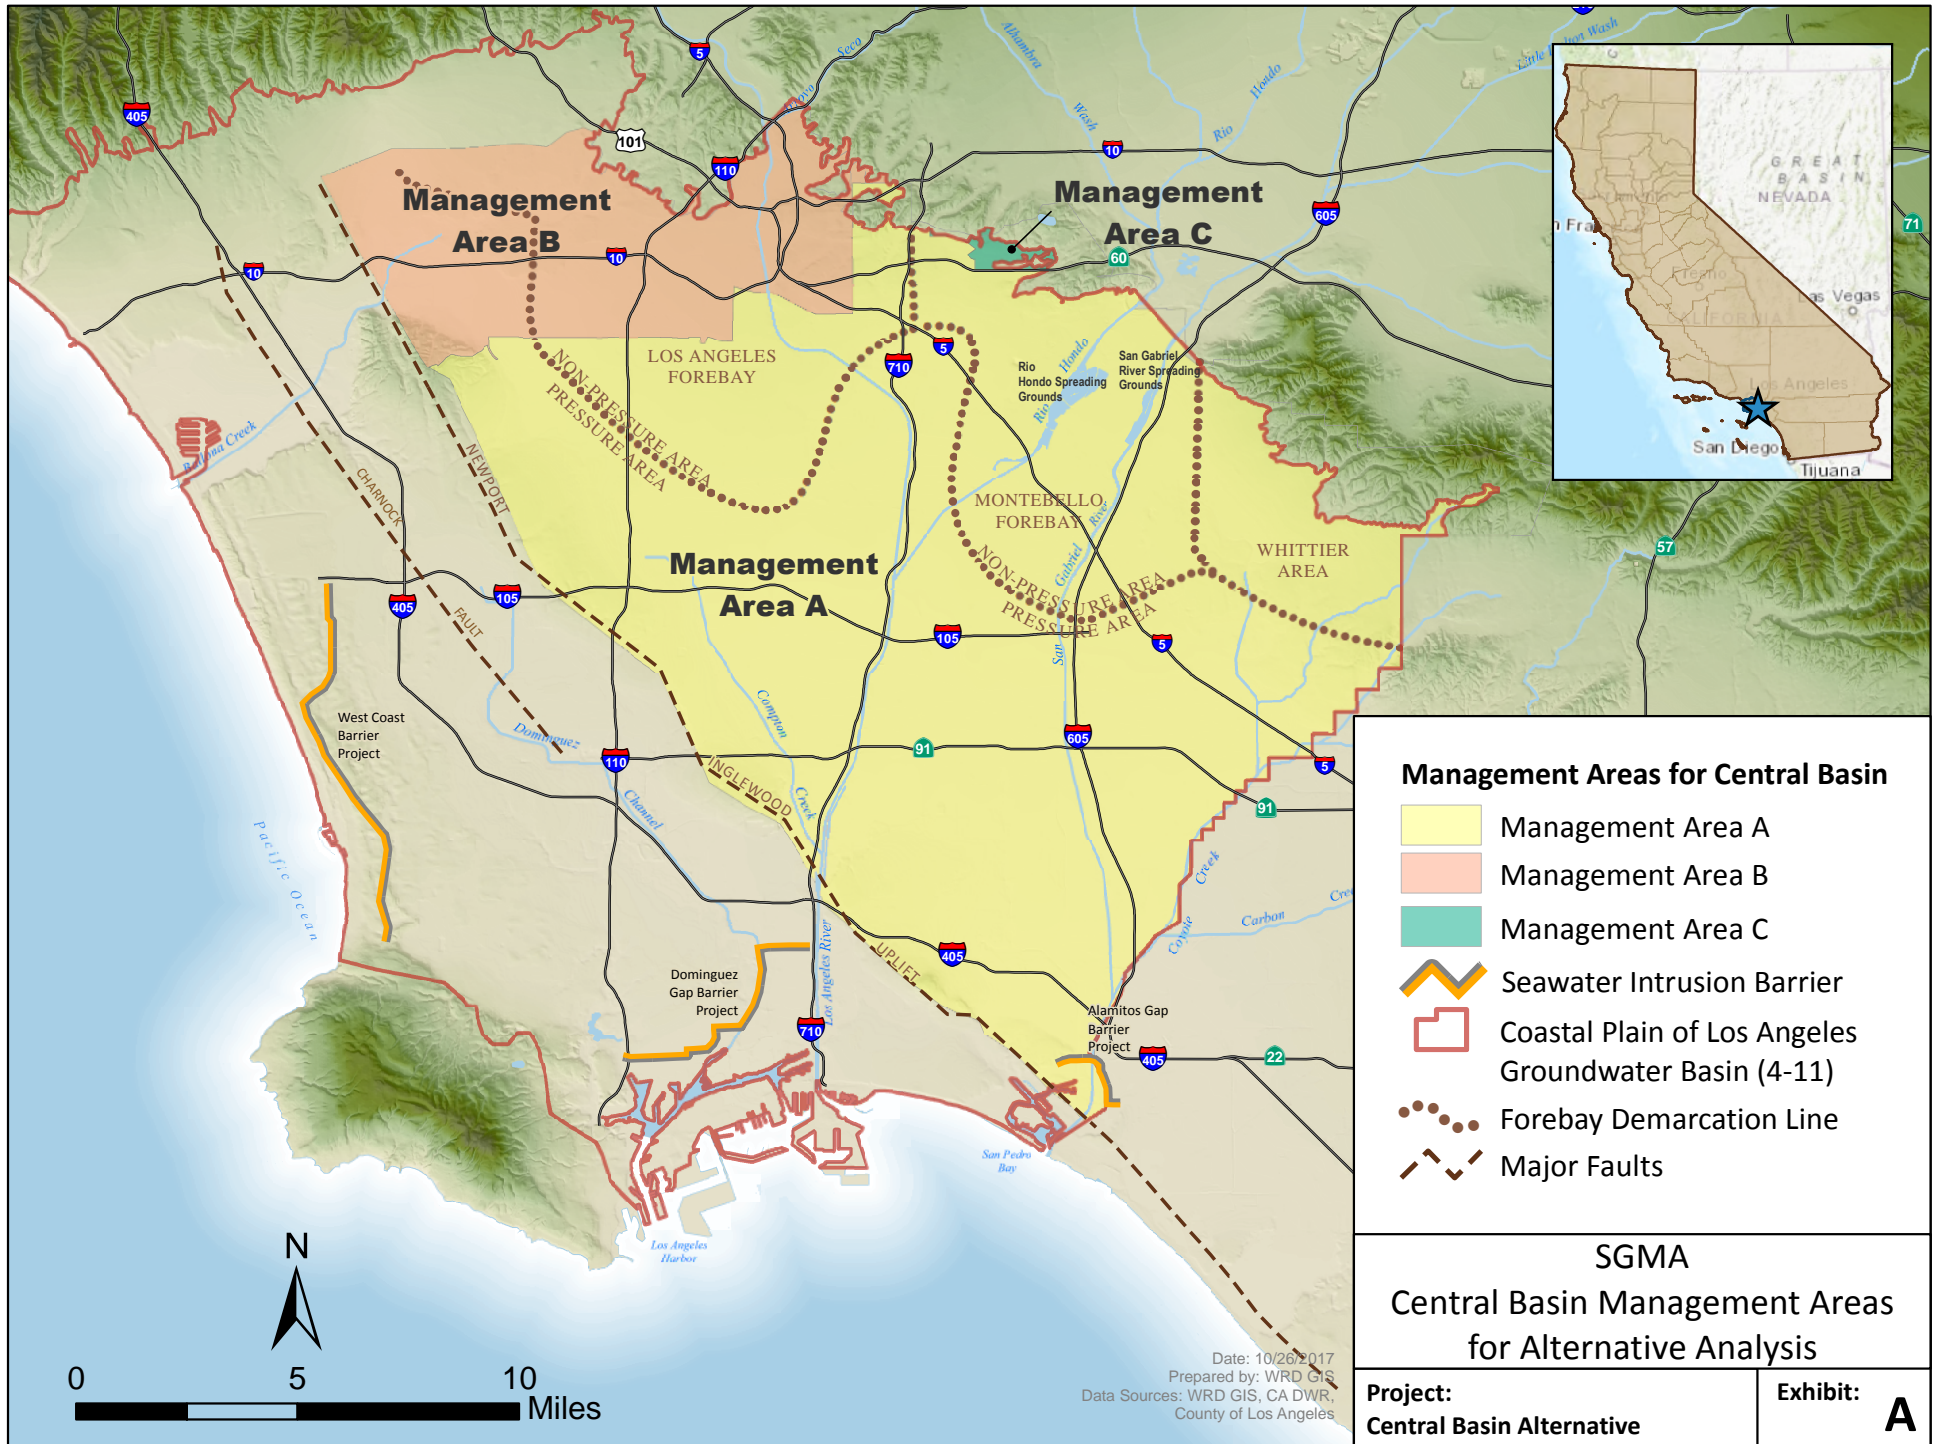 5
Arroyo
Seco
Alhambra
Wash
Rio
Hondo
405
101
110
10
Management
Area B
Management
Area C
605
60
71
10
10
GREAT
BASIN
NEVADA
n Fra
Fresno
Las Vegas
CALIFORNIA
Los Angeles
San Diego
Tijuana
LOS ANGELES
FOREBAY
NON-PRESSURE AREA
PRESSURE AREA
710
5
Rio
Hondo Spreading
Grounds
Rio
Hondo
San Gabriel
River Spreading
Grounds
Ballona Creek
CHARNOCK
FAULT
NEWPORT
INGLEWOOD
UPLIFT
MONTEBELLO
FOREBAY
NON-PRESSURE AREA
PRESSURE AREA
WHITTIER
AREA
57
Management
Area A
San
Gabriel
River
405
105
105
5
West Coast
Barrier
Project
Dominguez
Channel
Compton
Creek
110
91
605
5
91
Pacific Ocean
Coyote
Creek
Carbon
Cree
Dominguez
Gap Barrier
Project
Los Angeles River
405
710
Alamitos Gap
Barrier
Project
405
22
San Pedro
Bay
Los Angeles
Harbor
N
0
5
10
Miles
Date: 10/26/2017
Prepared by: WRD GIS
Data Sources: WRD GIS, CA DWR,
County of Los Angeles
Management Areas for Central Basin
Management Area A
Management Area B
Management Area C
Seawater Intrusion Barrier
Coastal Plain of Los Angeles
Groundwater Basin (4-11)
Forebay Demarcation Line
Major Faults
SGMA
Central Basin Management Areas
for Alternative Analysis
Project:
Central Basin Alternative
Exhibit:
A